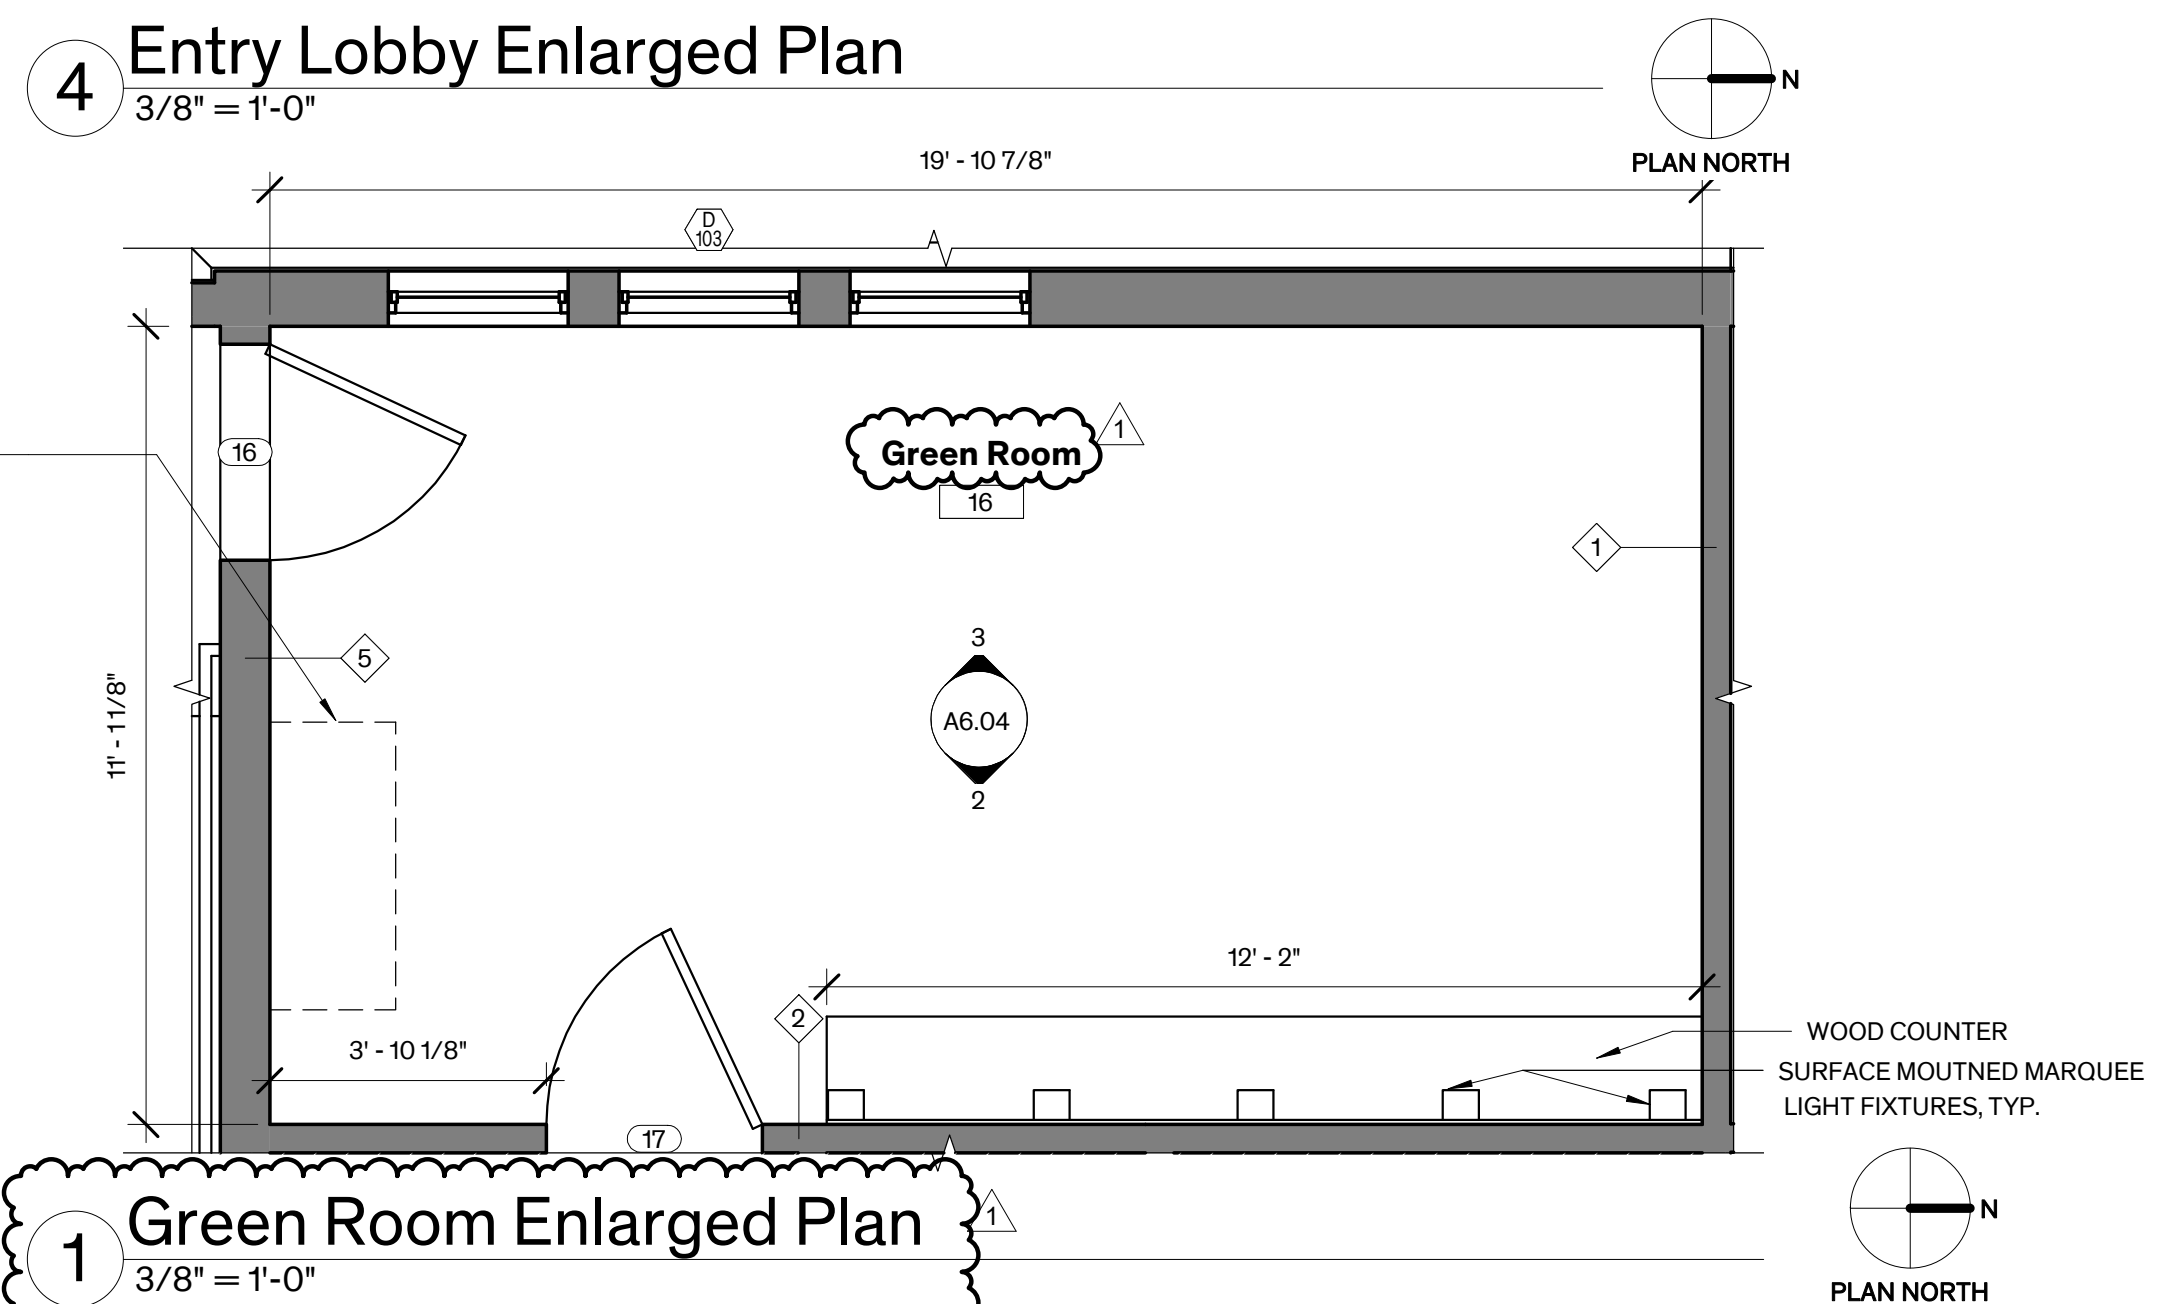 4
Entry Lobby Enlarged Plan
3/8" = 1'-0"
N
PLAN NORTH
19' - 10 7/8"
D
103
16
Green Room
1
16
1
5
3
A6.04
2
11' - 1 1/8"
12' - 2"
2
3' - 10 1/8"
WOOD COUNTER
SURFACE MOUTNED MARQUEE
LIGHT FIXTURES, TYP.
17
1
Green Room Enlarged Plan
1
3/8" = 1'-0"
N
PLAN NORTH